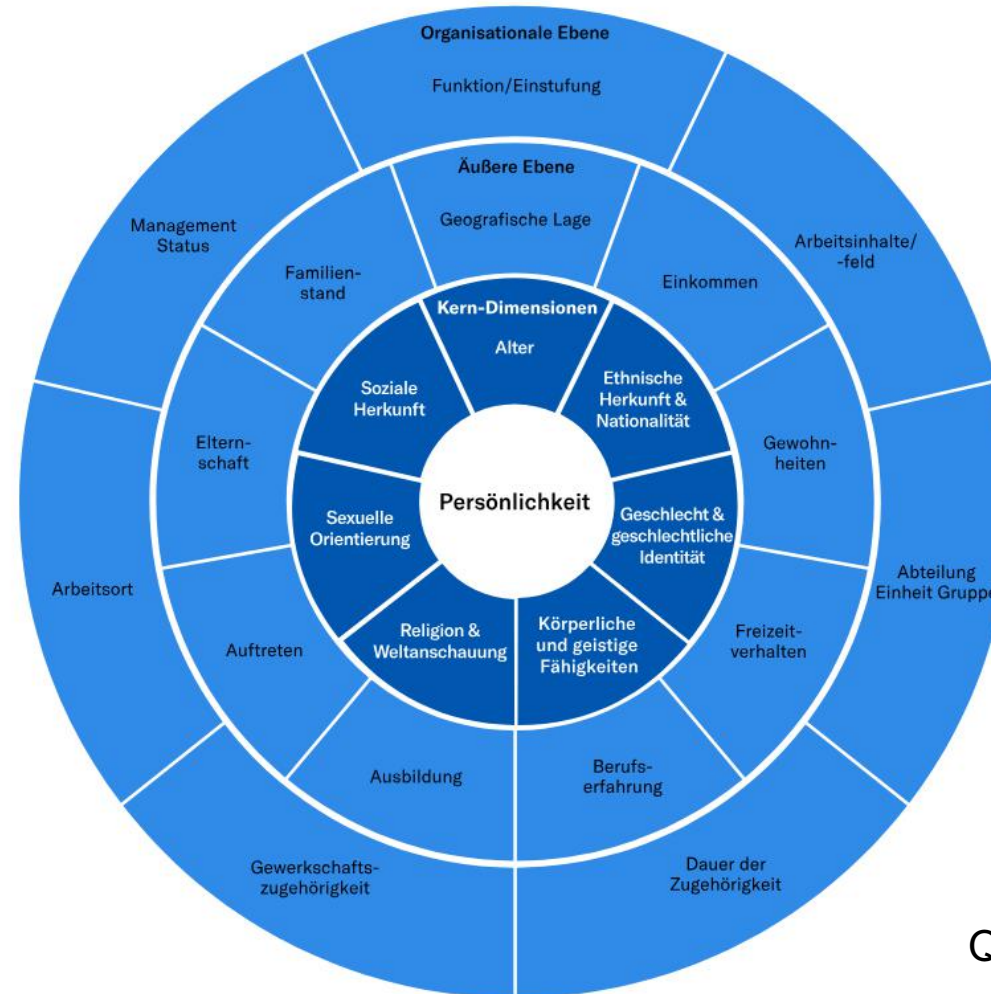 Organisationale Ebene
Funktion/Einstufung
Arbeitsinhalte/
-feld
Abteilung
Einheit Gruppe
Dauer der
Zugehörigkeit
Gewerkschafts-
zugehörigkeit
Arbeitsort
Management
Status
Äußere Ebene
Geografische Lage
Einkommen
Gewohn-
heiten
Freizeit-
verhalten
Berufs-
erfahrung
Ausbildung
Auftreten
Eltern-
schaft
Familien-
stand
Kern-Dimensionen
Alter
Ethnische
Herkunft &
Nationalität
Geschlecht &
geschlechtliche
Identität
Körperliche
und geistige
Fähigkeiten
Religion &
Weltanschauung
Sexuelle
Orientierung
Soziale
Herkunft
Persönlichkeit